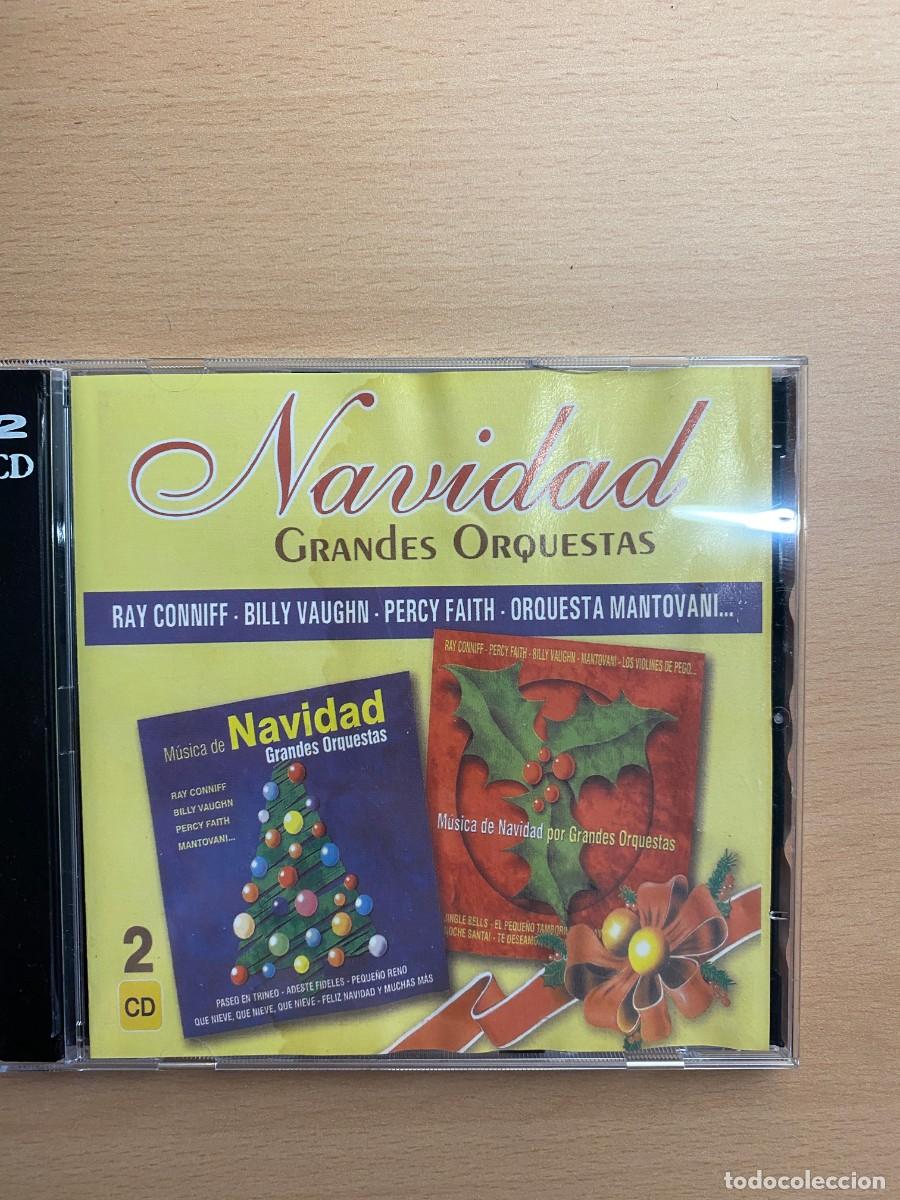 2
CD
Navidad
GRANdES ORQUESTAS
RAY CONNIFF · BILLY VAUGHN · PERCY FAITH · ORQUESTA MANTOVANI...
Música de Navidad
Grandes Orquestas
RAY CONNIFF
BILLY VAUGHN
PERCY FAITH
MANTOVANI...
PASEO EN TRINEO - ADESTE FIDELES - PEQUEÑO RENO
QUE NIEVE, QUE NIEVE, QUE NIEVE - FELIZ NAVIDAD Y MUCHAS MÁS
RAY CONNIFF - PERCY FAITH - BILLY VAUGHN - MANTOVANI - LOS VIOLINES DE PEGO...
Música de Navidad por Grandes Orquestas
JINGLE BELLS - EL PEQUEÑO
NOCHE SANTA! - TE
2
CD
todocoleccion